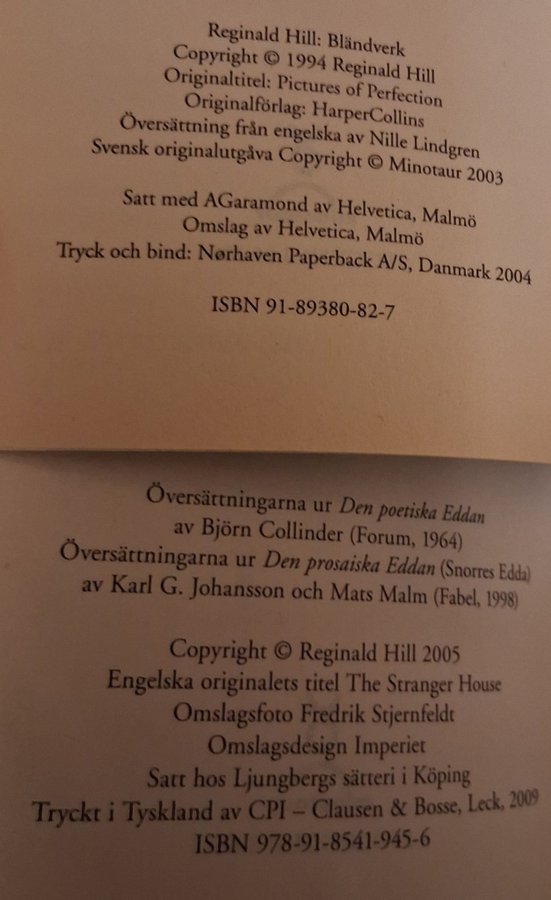 Reginald Hill: Bländverk
Copyright © 1994 Reginald Hill
Originaltitel: Pictures of Perfection
Originalförlag: HarperCollins
Översättning från engelska av Nille Lindgren
Svensk originalutgåva Copyright © Minotaur 2003
Satt med AGaramond av Helvetica, Malmö
Omslag av Helvetica, Malmö
Tryck och bind: Nørhaven Paperback A/S, Danmark 2004
ISBN 91-89380-82-7
Översättningarna ur Den poetiska Eddan
av Björn Collinder (Forum, 1964)
Översättningarna ur Den prosaiska Eddan (Snorres Edda)
av Karl G. Johansson och Mats Malm (Fabel, 1998)
Copyright © Reginald Hill 2005
Engelska originalets titel The Stranger House
Omslagsfoto Fredrik Stjernfeldt
Omslagsdesign Imperiet
Satt hos Ljungbergs sätteri i Köping
Tryckt i Tyskland av CPI – Clausen & Bosse, Leck, 2009
ISBN 978-91-8541-945-6